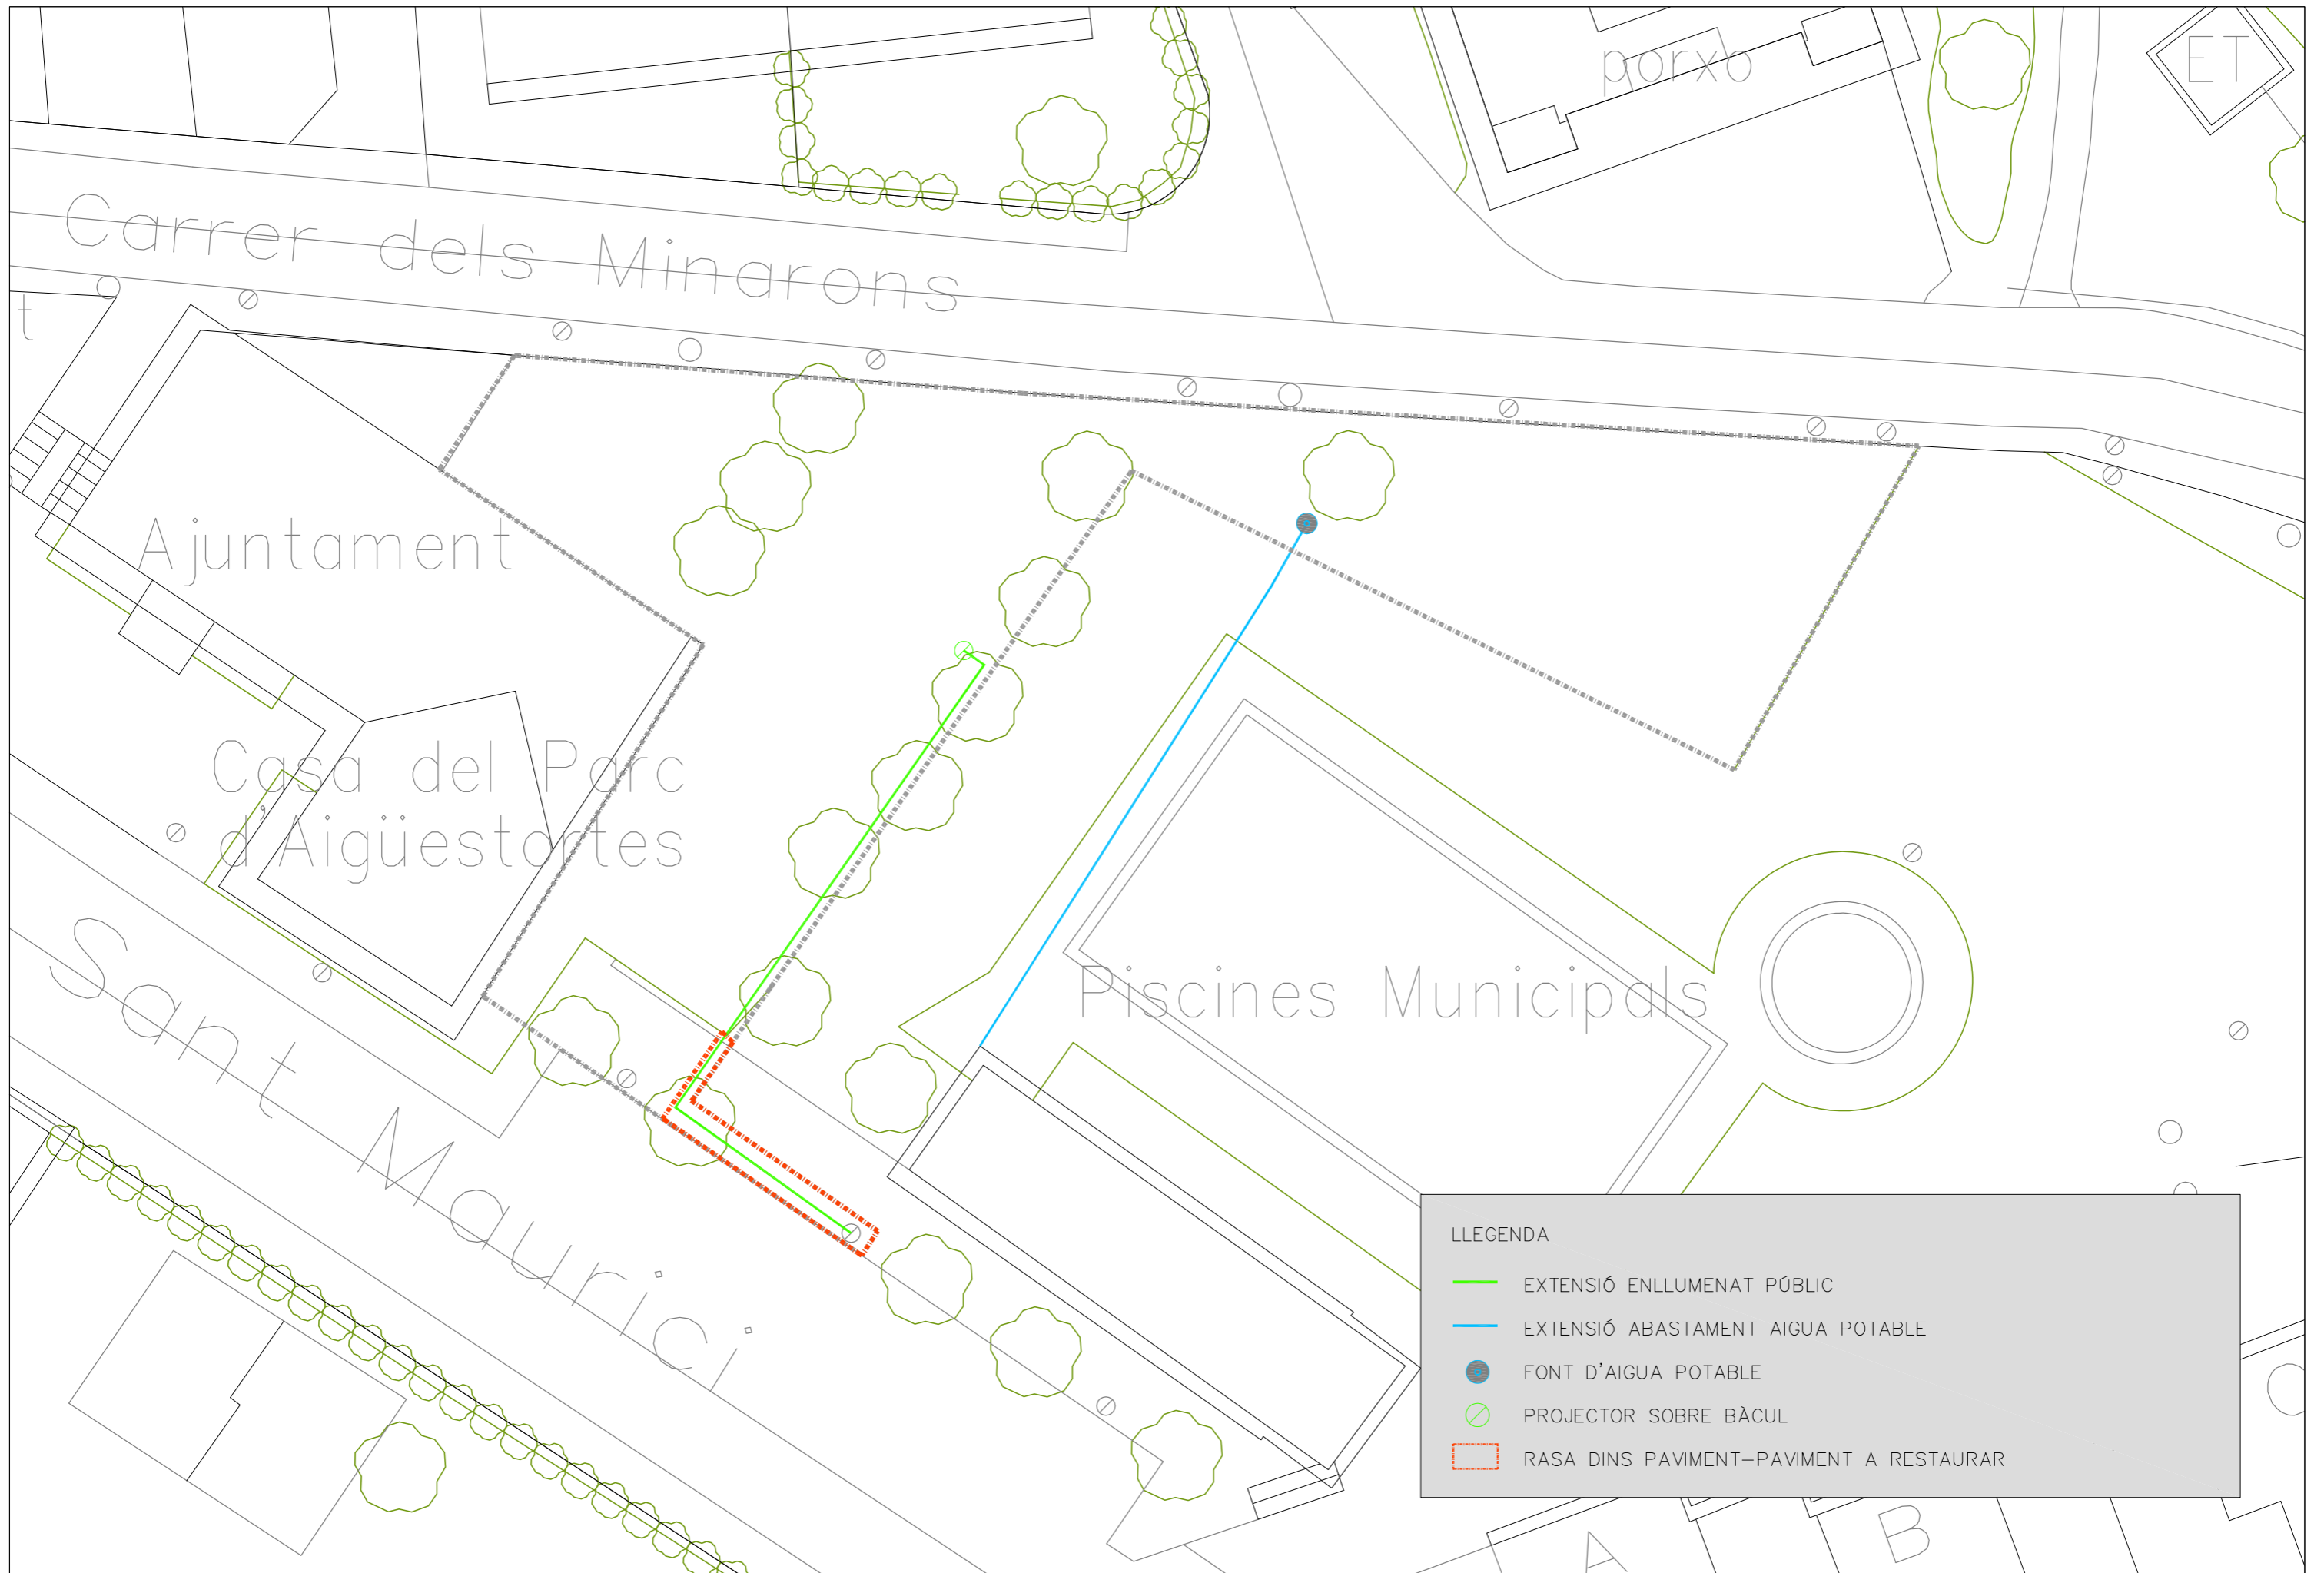 porxo
ET
Carrer dels Minarons
t
Ajuntament
Casa del Parc
d'Aigüestortes
Piscines Municipals
Sant Maurici
LLEGENDA
EXTENSIÓ ENLLUMENAT PÚBLIC
EXTENSIÓ ABASTAMENT AIGUA POTABLE
FONT D'AIGUA POTABLE
PROJECTOR SOBRE BÀCUL
RASA DINS PAVIMENT-PAVIMENT A RESTAURAR
A
B